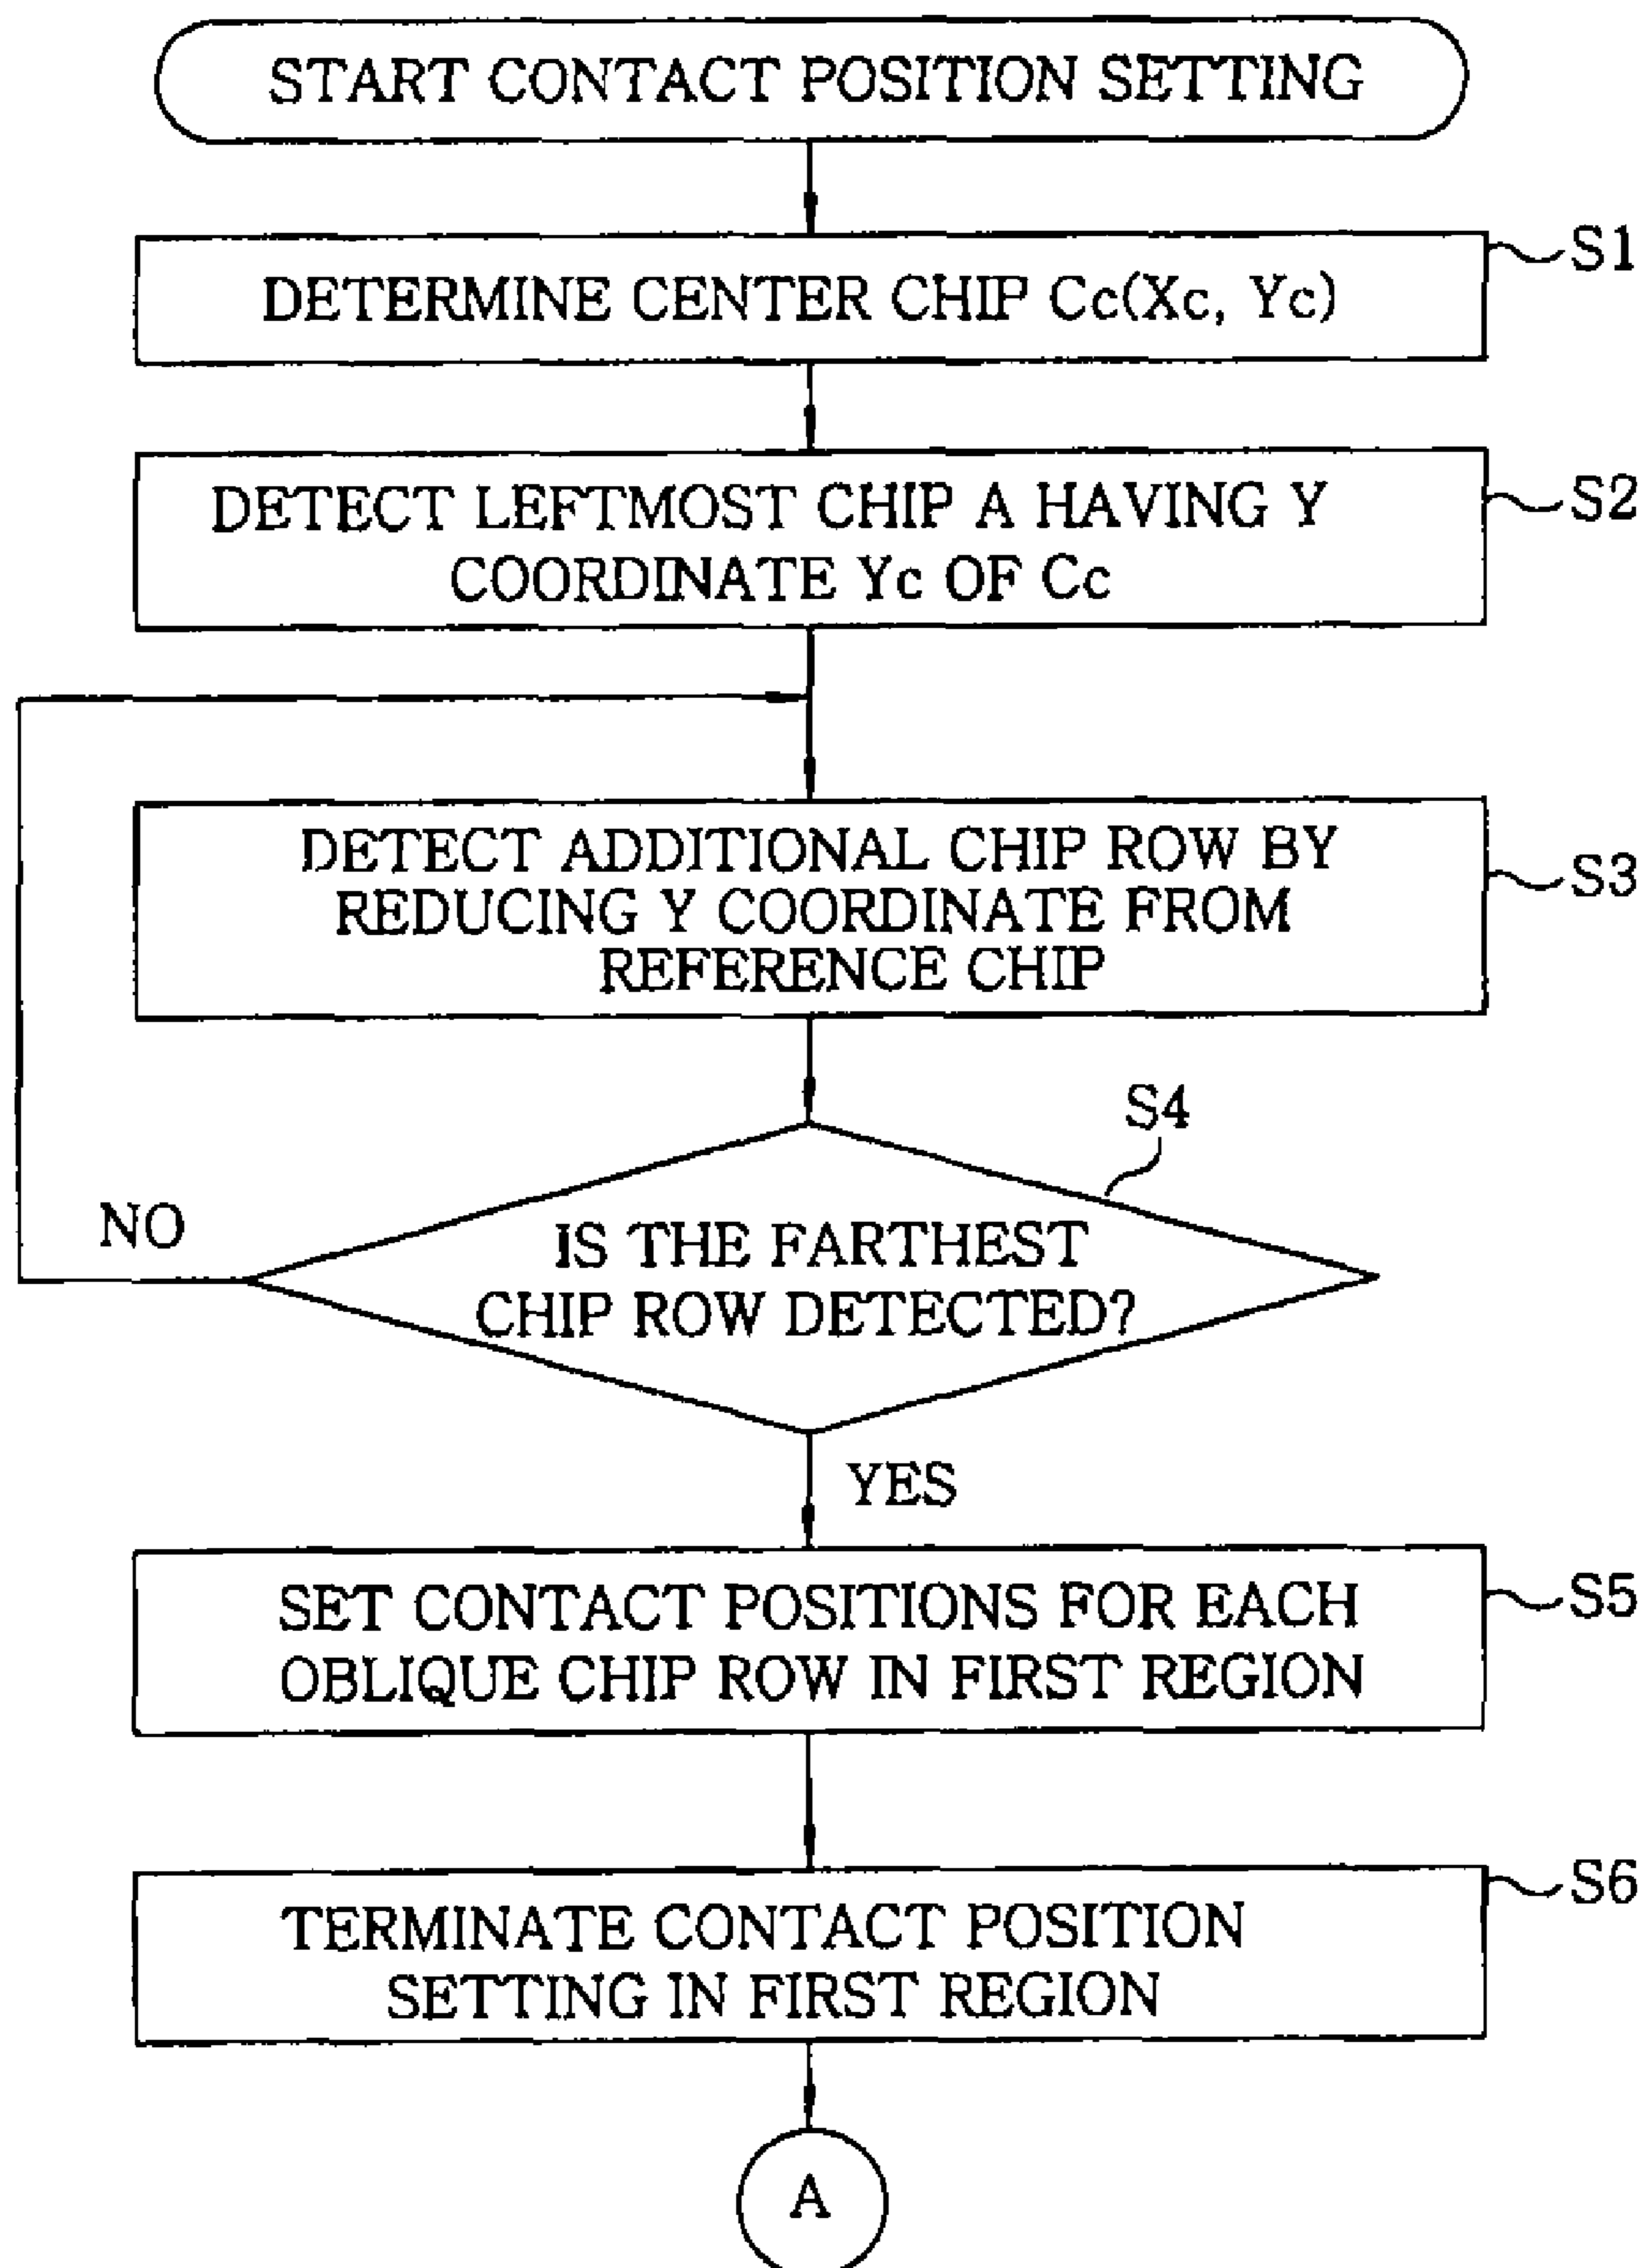 START CONTACT POSITION SETTING
S1
DETERMINE CENTER CHIP Cc(Xc, Yc)
S2
DETECT LEFTMOST CHIP A HAVING Y
COORDINATE Yc OF Cc
S3
DETECT ADDITIONAL CHIP ROW BY
REDUCING Y COORDINATE FROM
REFERENCE CHIP
S4
NO
IS THE FARTHEST
CHIP ROW DETECTED?
YES
S5
SET CONTACT POSITIONS FOR EACH
OBLIQUE CHIP ROW IN FIRST REGION
S6
TERMINATE CONTACT POSITION
SETTING IN FIRST REGION
A